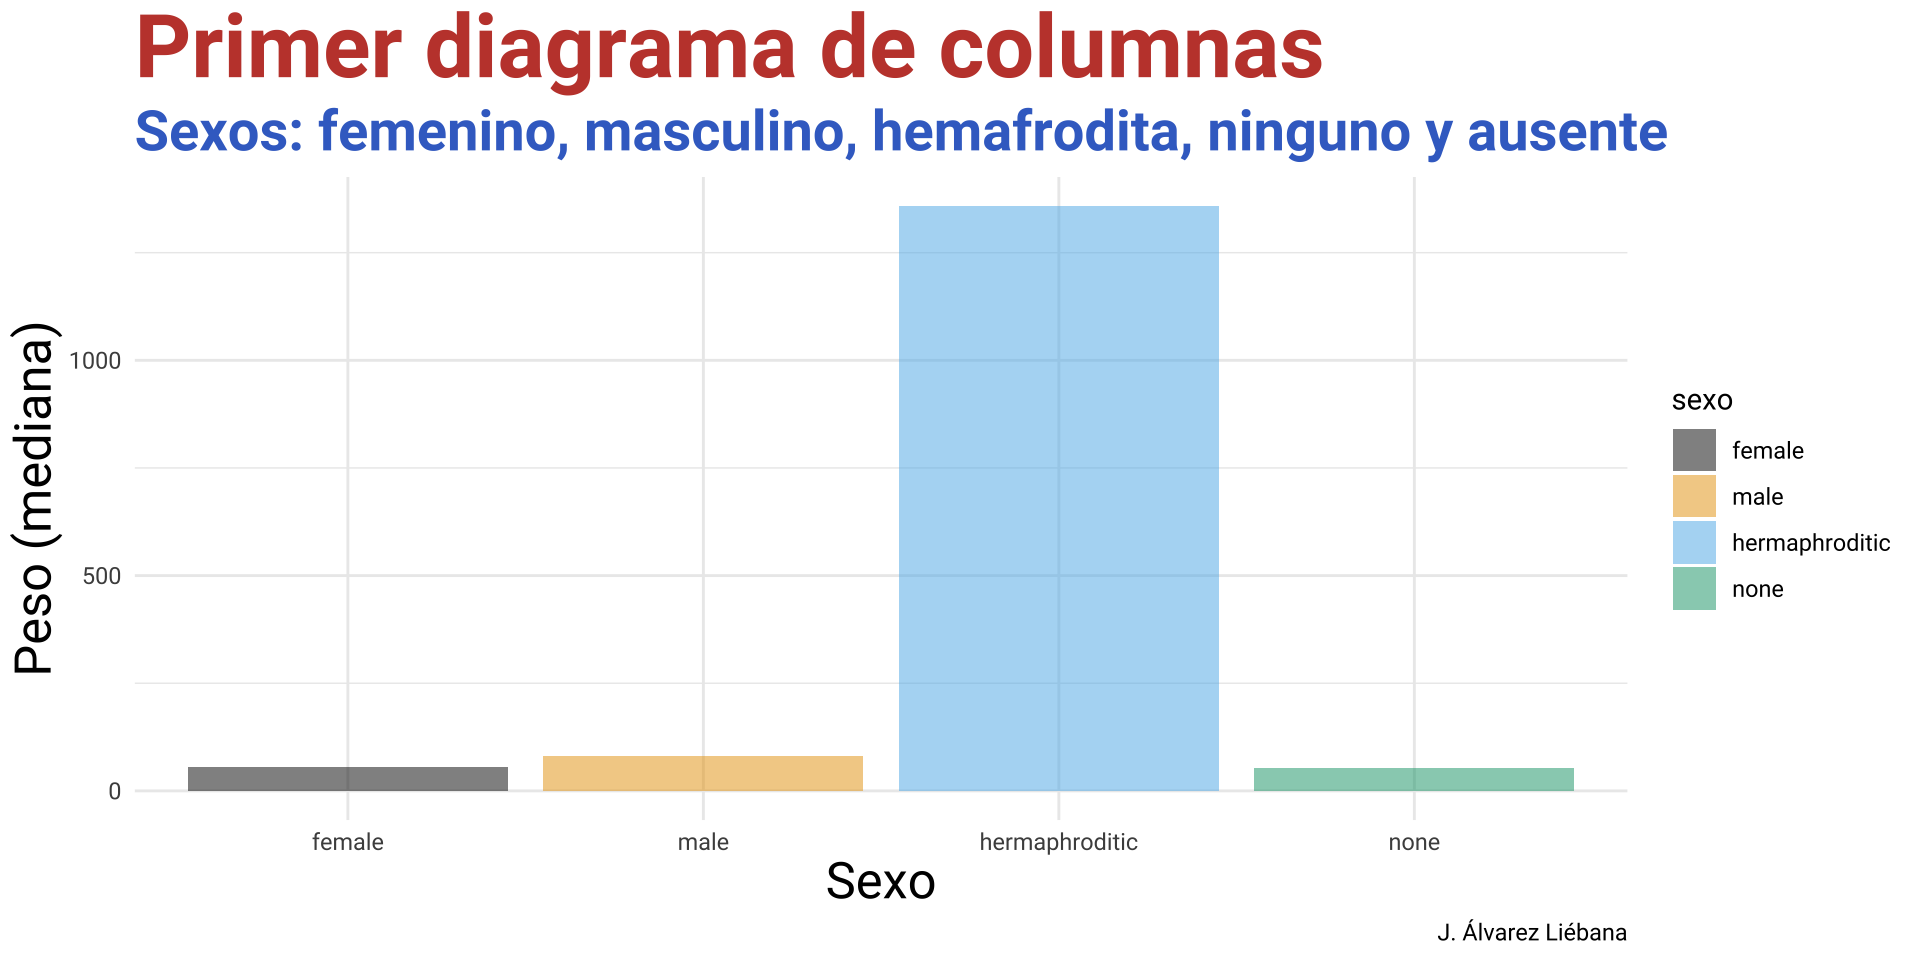 Primer diagrama de columnas
Sexos: femenino, masculino, hemafrodita, ninguno y ausente
Peso (mediana)
1000
500
0
female
male
hermaphroditic
none
Sexo
sexo
female
male
hermaphroditic
none
J. Álvarez Liébana